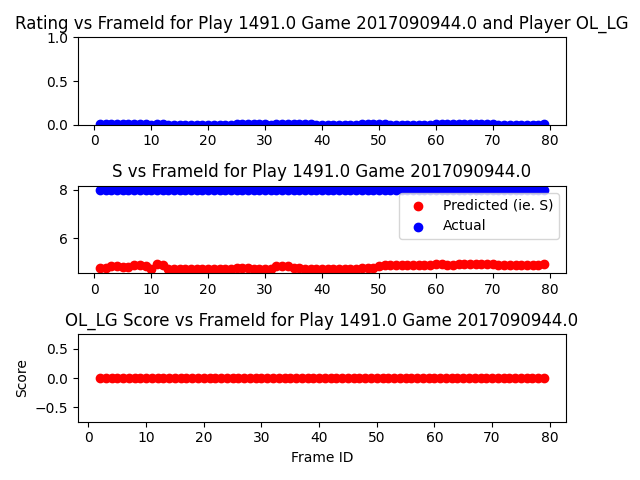 Rating vs FrameId for Play 1491.0 Game 2017090944.0 and Player OL_LG
1.0
0.5
0.0
0 10 20 30 40 50 60 70 80
S vs FrameId for Play 1491.0 Game 2017090944.0
8
6
Predicted (ie. S)
Actual
0 10 20 30 40 50 60 70 80
OL_LG Score vs FrameId for Play 1491.0 Game 2017090944.0
Score
0.5
0.0
−0.5
0 10 20 30 40 50 60 70 80
Frame ID